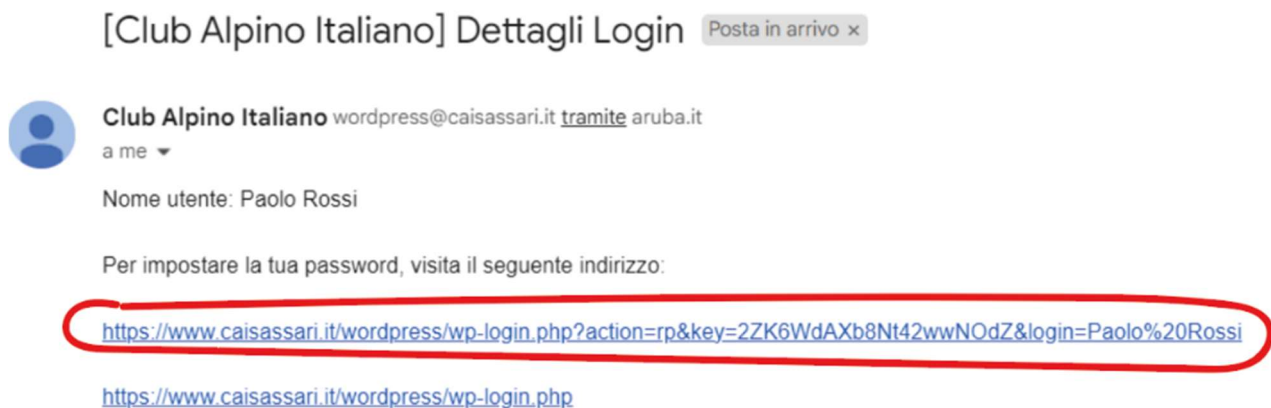 [Club Alpino Italiano] Dettagli Login Posta in arrivo ×
Club Alpino Italiano wordpress@caisassari.it tramite aruba.it
a me
Nome utente: Paolo Rossi
Per impostare la tua password, visita il seguente indirizzo:
https://www.caisassari.it/wordpress/wp-login.php?action=rp&key=2ZK6WdAXb8Nt42wwNOdZ&login=Paolo%20Rossi
https://www.caisassari.it/wordpress/wp-login.php